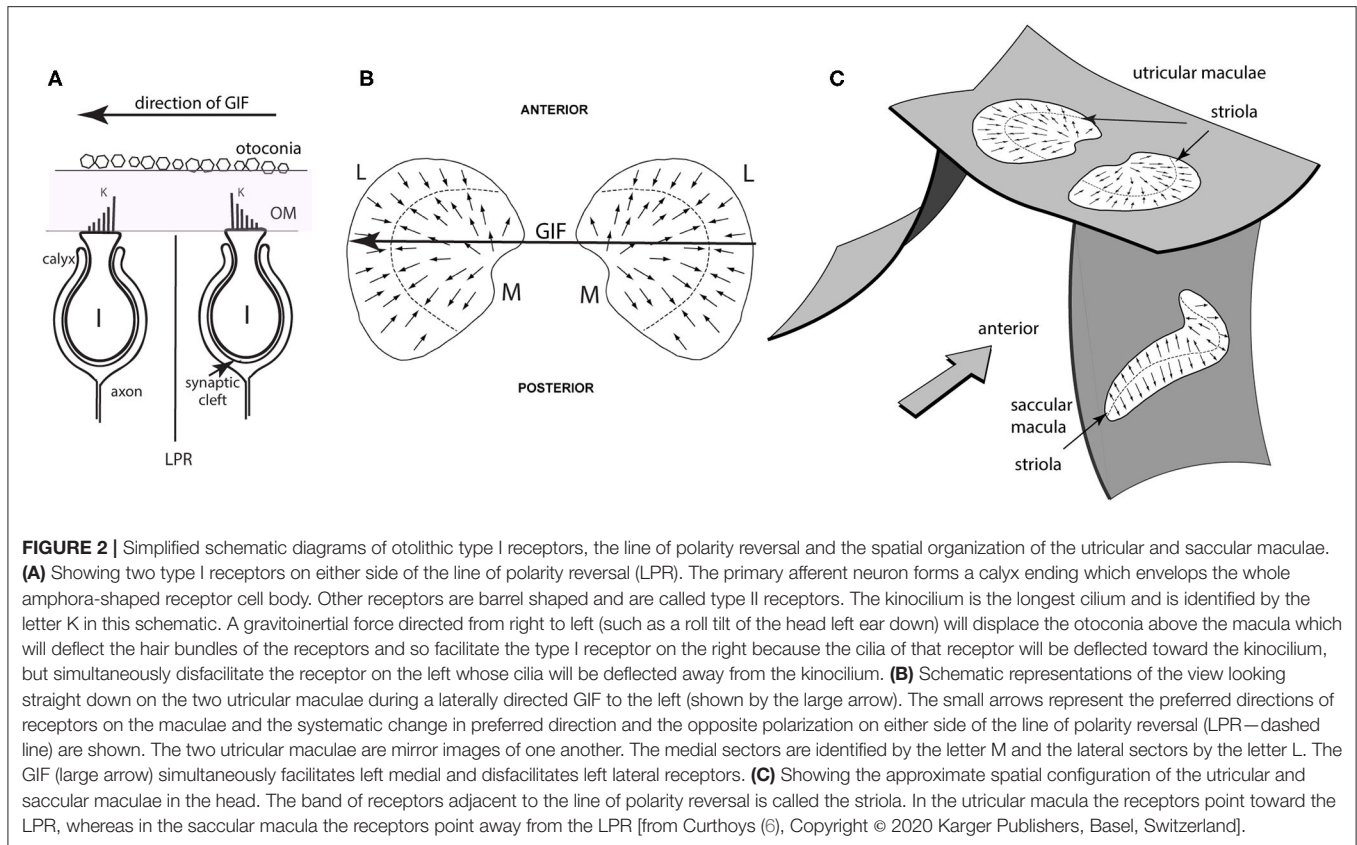 A
direction of GIF
otoconia
K
K
OM
calyx
I
I
axon
synaptic
cleft
LPR
B
ANTERIOR
L
L
GIF
M
M
POSTERIOR
C
utricular maculae
striola
anterior
saccular
macula
striola
FIGURE 2 | Simplified schematic diagrams of otolithic type I receptors, the line of polarity reversal and the spatial organization of the utricular and saccular maculae.
(A) Showing two type I receptors on either side of the line of polarity reversal (LPR). The primary afferent neuron forms a calyx ending which envelops the whole
amphora-shaped receptor cell body. Other receptors are barrel shaped and are called type II receptors. The kinocilium is the longest cilium and is identified by the
letter K in this schematic. A gravitoinertial force directed from right to left (such as a roll tilt of the head left ear down) will displace the otoconia above the macula which
will deflect the hair bundles of the receptors and so facilitate the type I receptor on the right because the cilia of that receptor will be deflected toward the kinocilium,
but simultaneously disfacilitate the receptor on the left whose cilia will be deflected away from the kinocilium. (B) Schematic representations of the view looking
straight down on the two utricular maculae during a laterally directed GIF to the left (shown by the large arrow). The small arrows represent the preferred directions of
receptors on the maculae and the systematic change in preferred direction and the opposite polarization on either side of the line of polarity reversal (LPR—dashed
line) are shown. The two utricular maculae are mirror images of one another. The medial sectors are identified by the letter M and the lateral sectors by the letter L. The
GIF (large arrow) simultaneously facilitates left medial and disfacilitates left lateral receptors. (C) Showing the approximate spatial configuration of the utricular and
saccular maculae in the head. The band of receptors adjacent to the line of polarity reversal is called the striola. In the utricular macula the receptors point toward the
LPR, whereas in the saccular macula the receptors point away from the LPR [from Curthoys (6), Copyright © 2020 Karger Publishers, Basel, Switzerland].